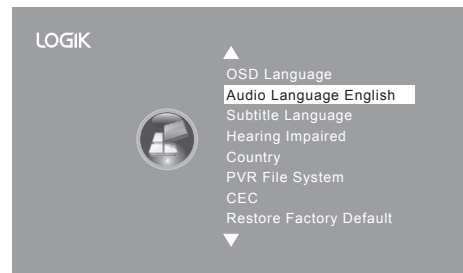 LOGIK
OSD Language
Audio Language English
Subtitle Language
Hearing Impaired
Country
PVR File System
CEC
Restore Factory Default